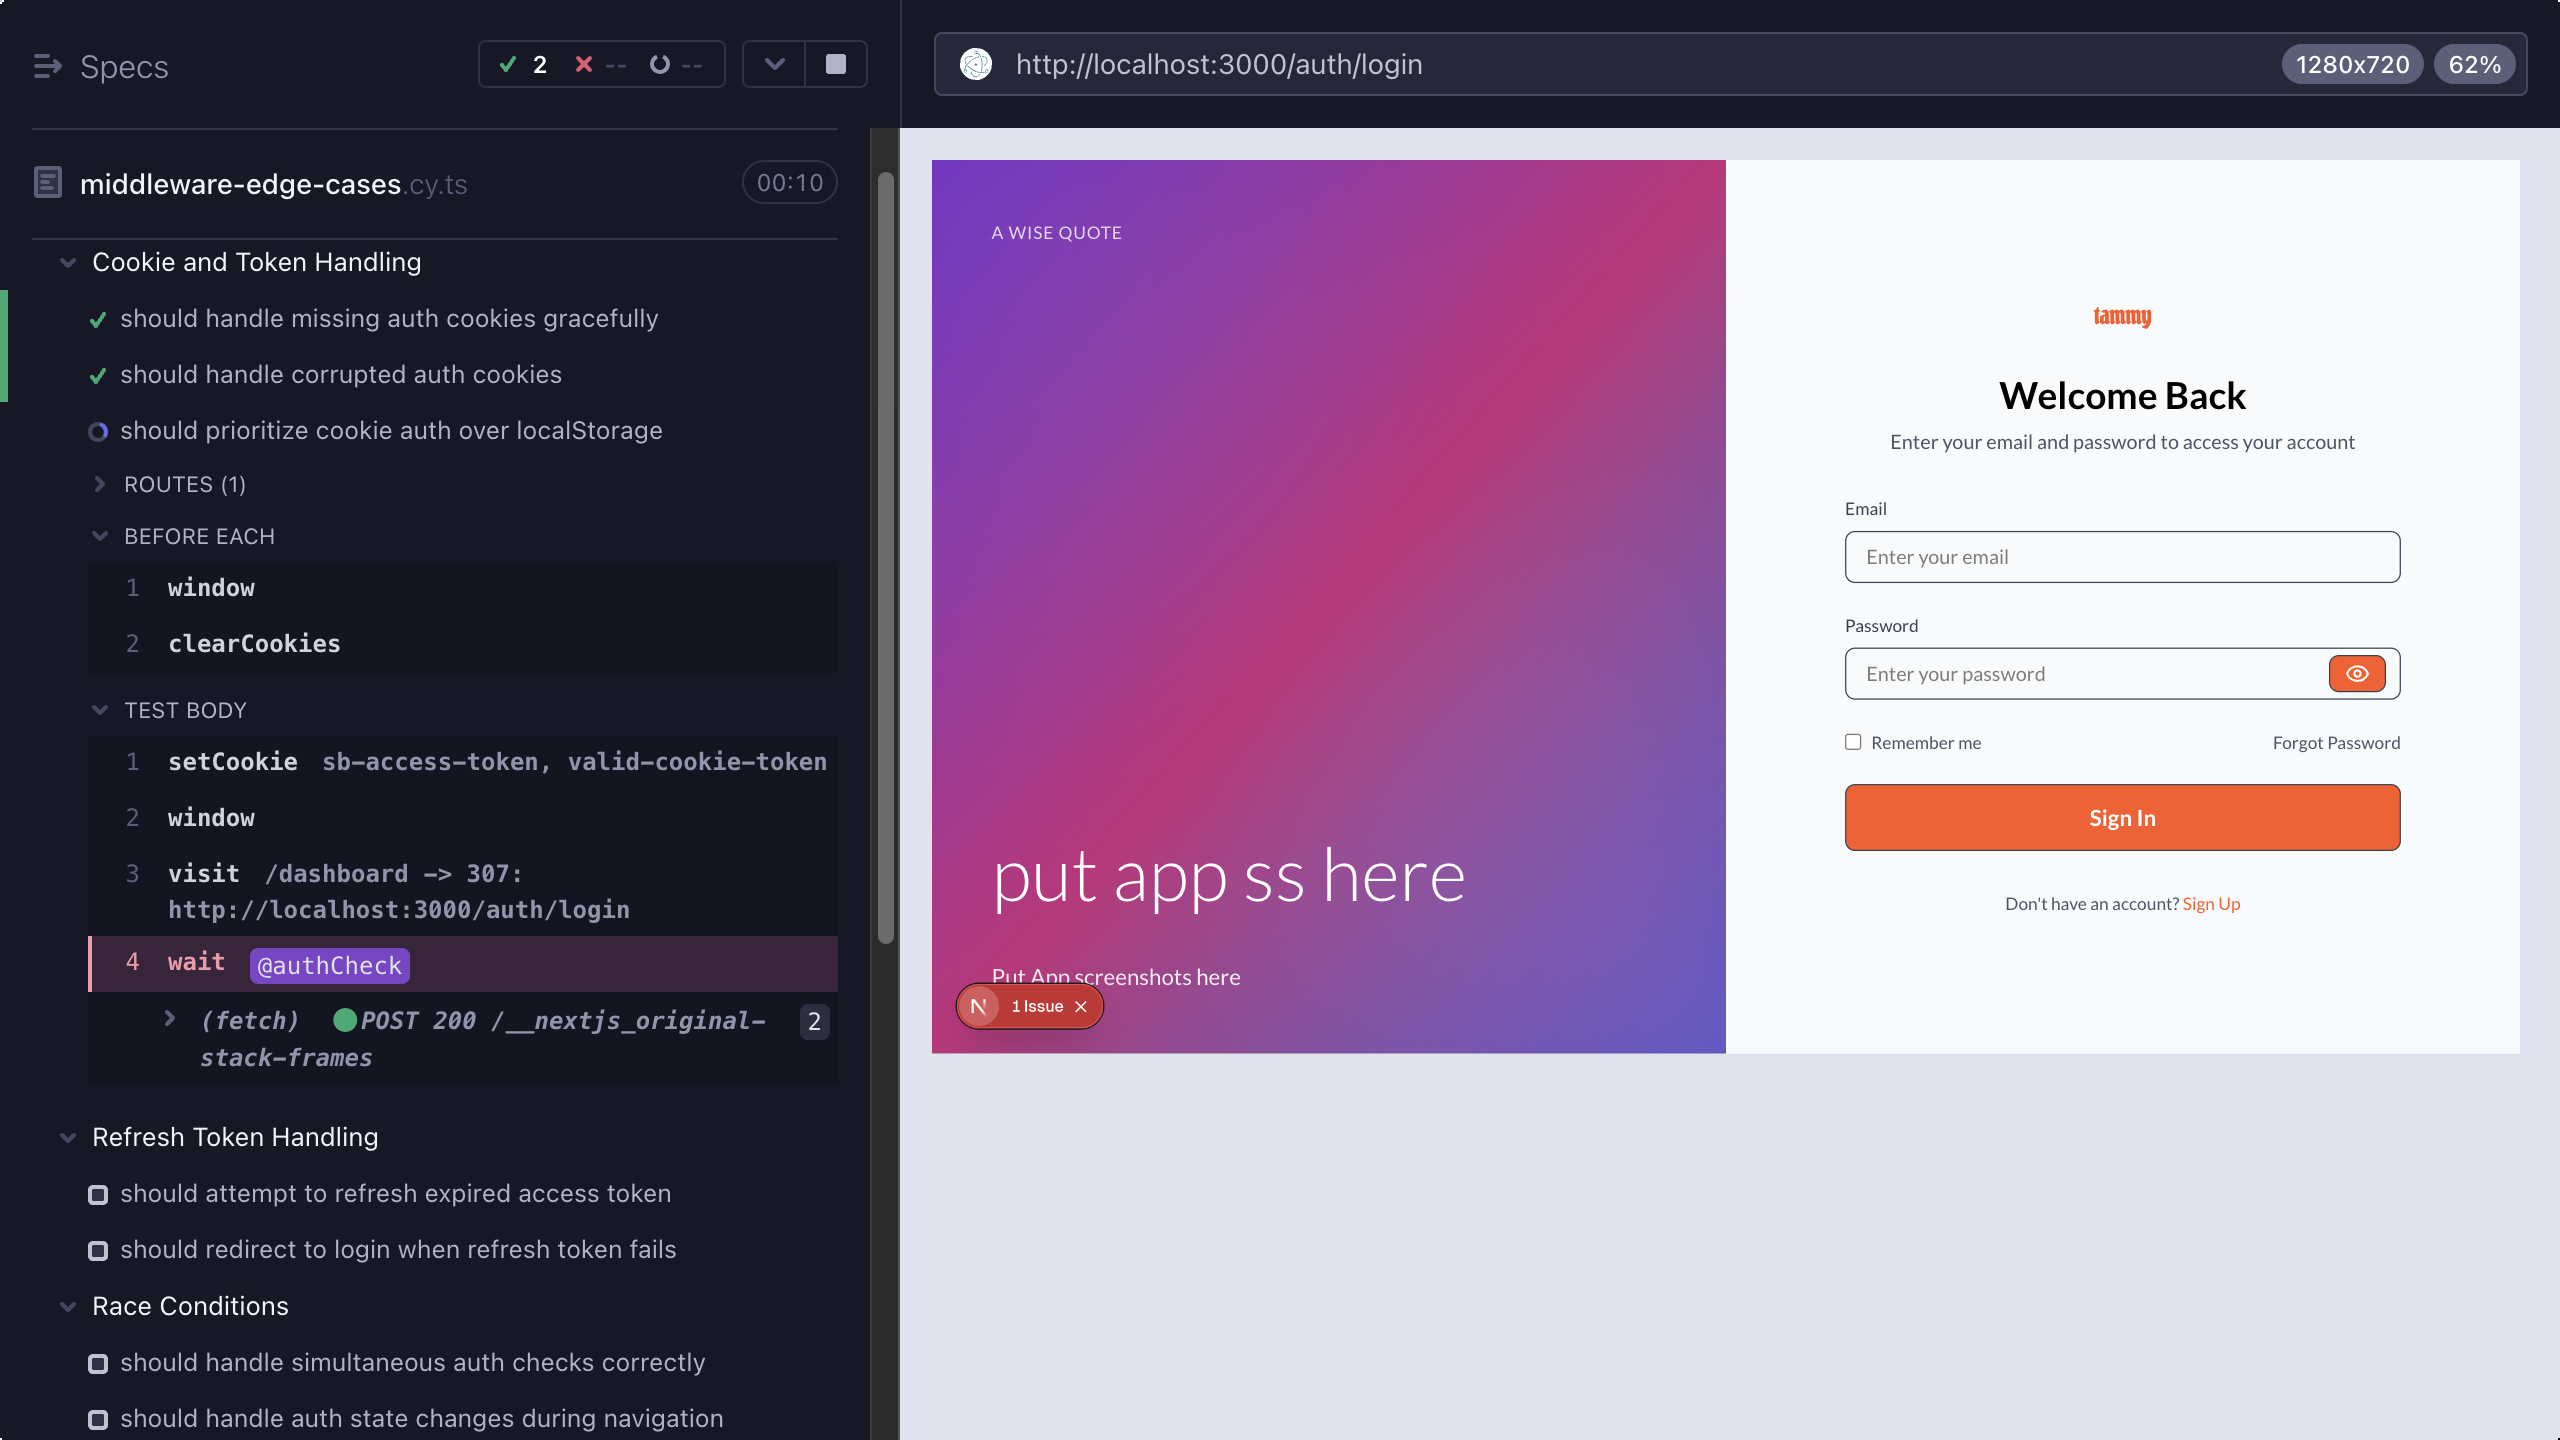 Specs
2
--
--
http://localhost:3000/auth/login
1280x720
62%
middleware-edge-cases.cy.ts
00:10
Cookie and Token Handling
should handle missing auth cookies gracefully
should handle corrupted auth cookies
should prioritize cookie auth over localStorage
ROUTES (1)
BEFORE EACH
1 window
2 clearCookies
TEST BODY
1 setCookie sb-access-token, valid-cookie-token
2 window
3 visit /dashboard -> 307:
http://localhost:3000/auth/login
4 wait @authCheck
(fetch) POST 200 /__nextjs_original-
stack-frames
2
Refresh Token Handling
should attempt to refresh expired access token
should redirect to login when refresh token fails
Race Conditions
should handle simultaneous auth checks correctly
should handle auth state changes during navigation
A WISE QUOTE
put app ss here
Put App screenshots here
N 1 Issue
tammy
Welcome Back
Enter your email and password to access your account
Email
Enter your email
Password
Enter your password
Remember me
Forgot Password
Sign In
Don't have an account? Sign Up